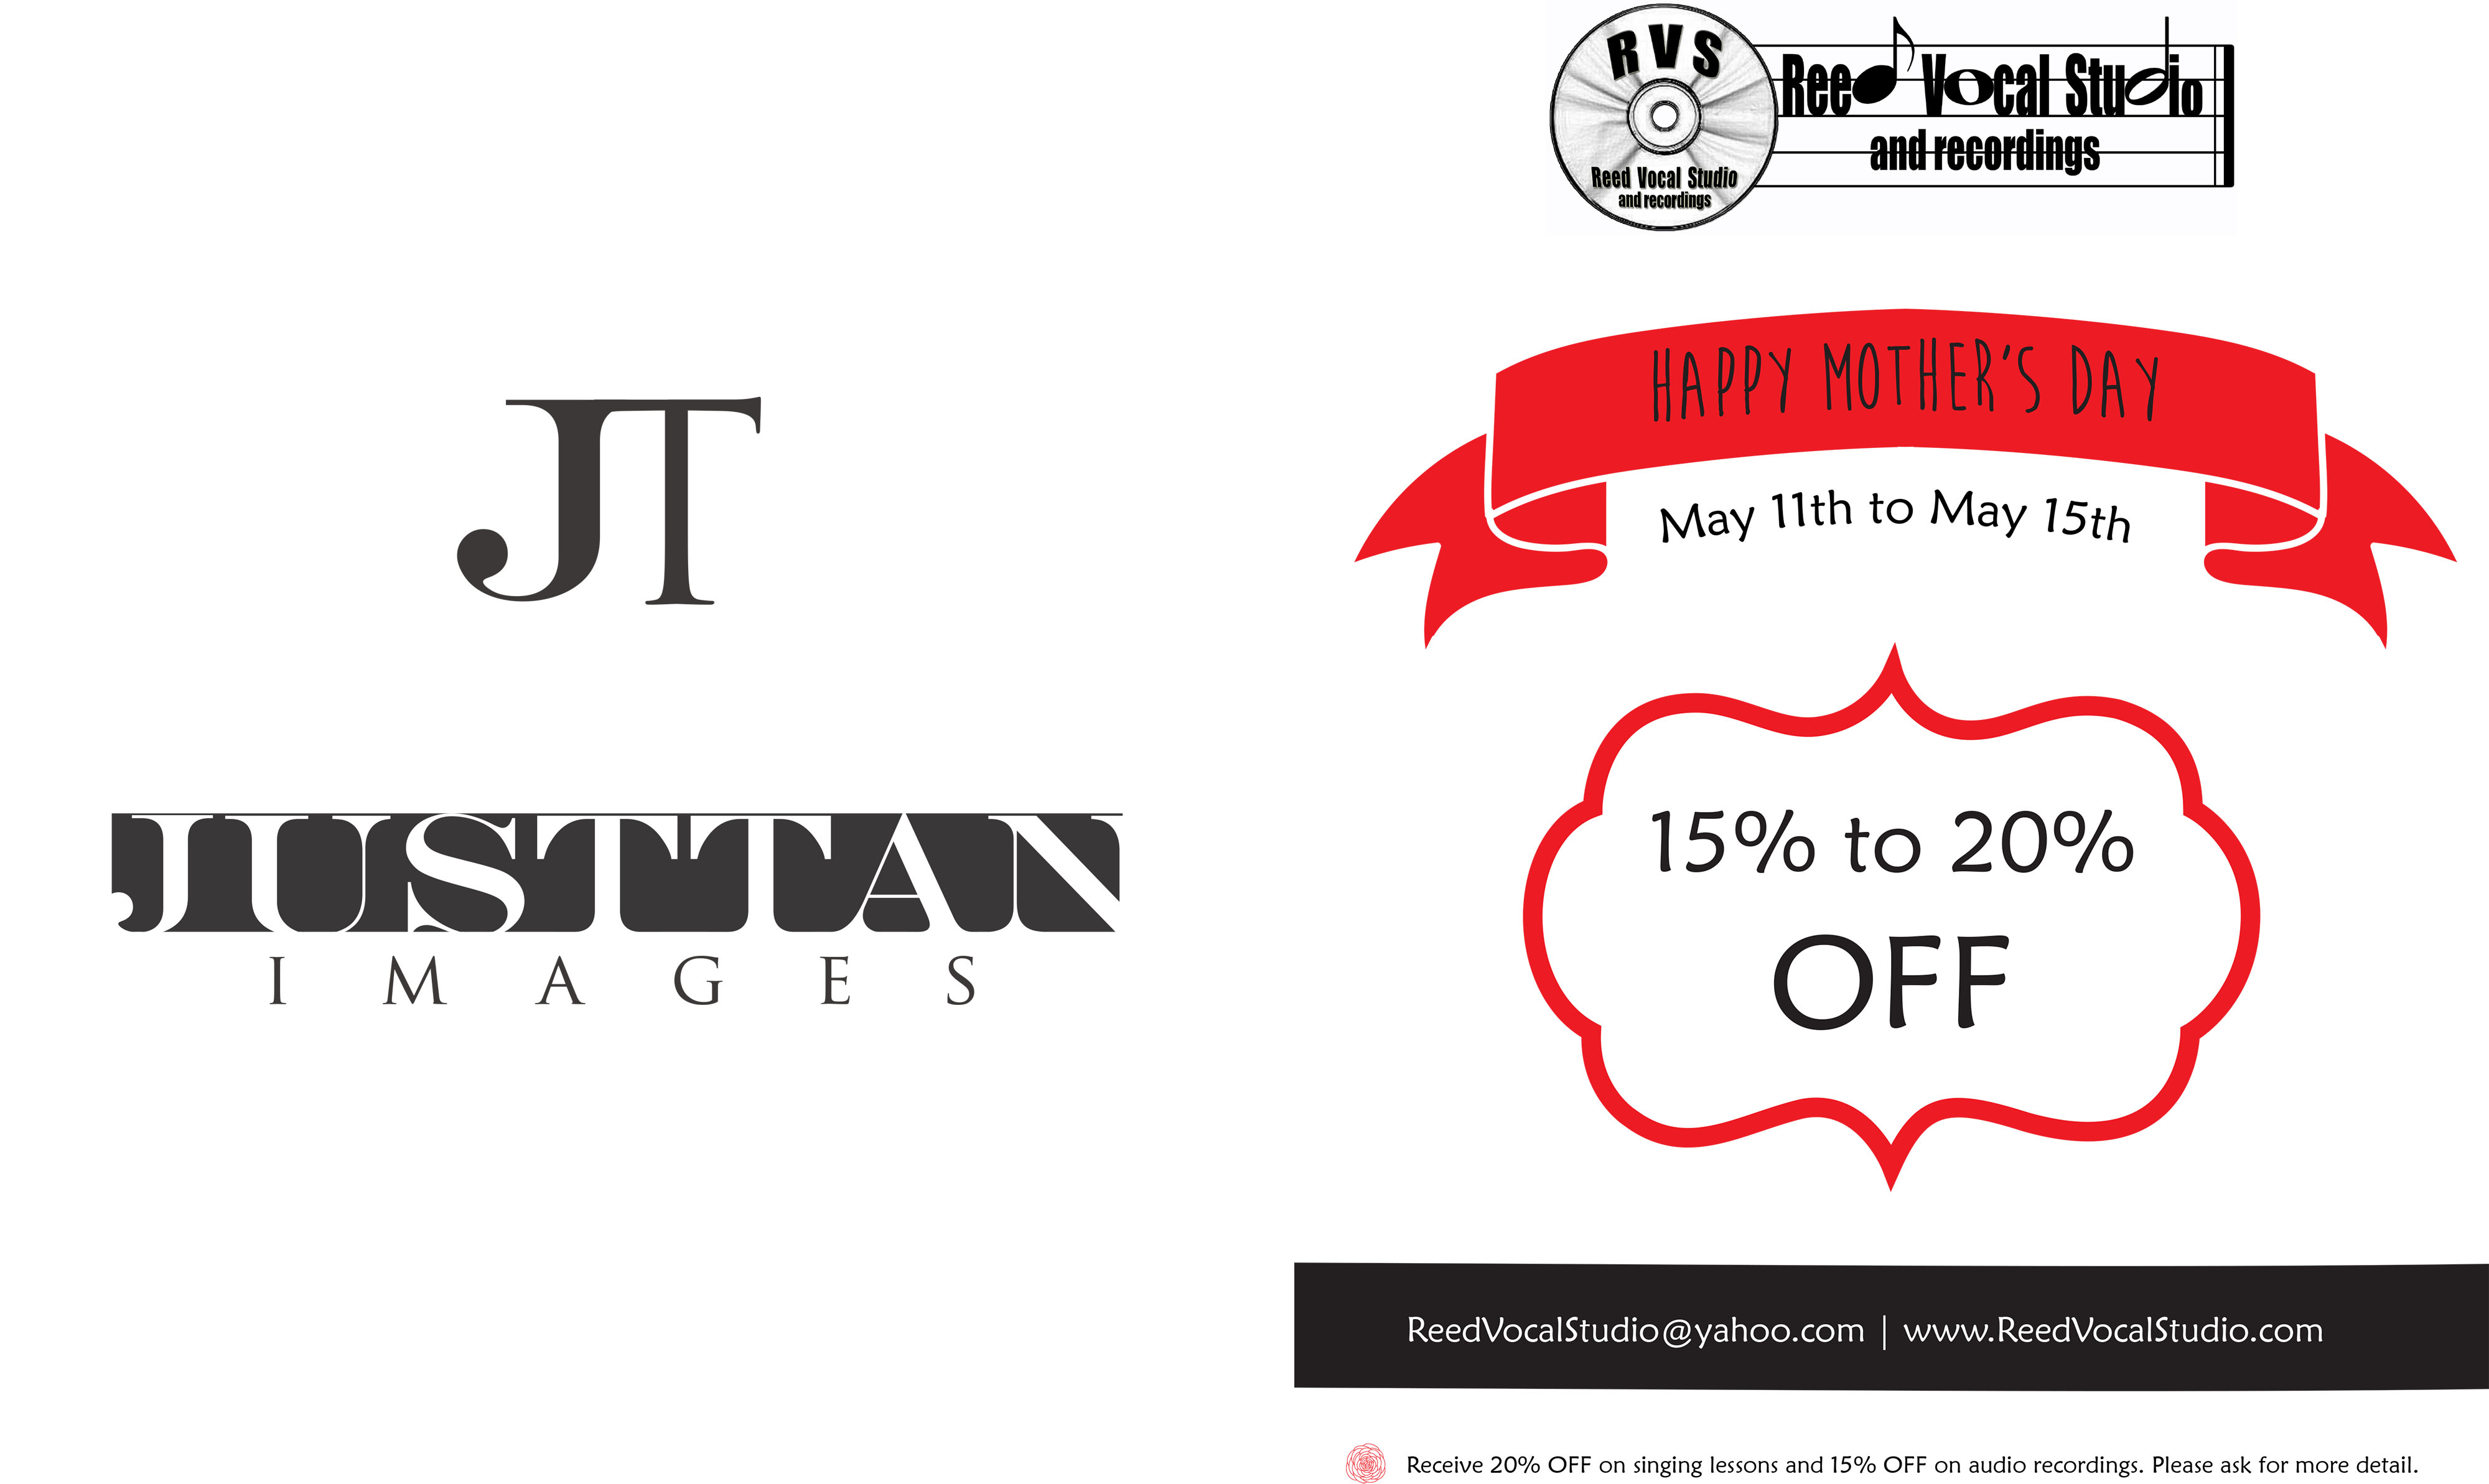 JT
JUSTTAN
IMAGES
RVS
Reed Vocal Studio
and recordings
Reed Vocal Studio
and recordings
HAPPY MOTHER'S DAY
May 11th to May 15th
15% to 20%
OFF
ReedVocalStudio@yahoo.com | www.ReedVocalStudio.com
Receive 20% OFF on singing lessons and 15% OFF on audio recordings. Please ask for more detail.